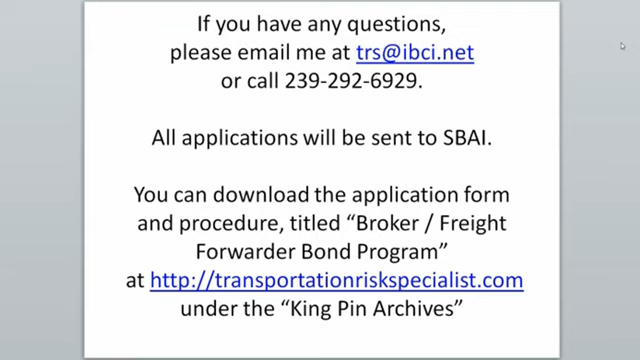 If you have any questions,
please email me at trs@ibci.net
or call 239-292-6929.
All applications will be sent to SBAI.
You can download the application form
and procedure, titled “Broker / Freight
Forwarder Bond Program”
at http://transportationriskspecialist.com
under the “King Pin Archives”